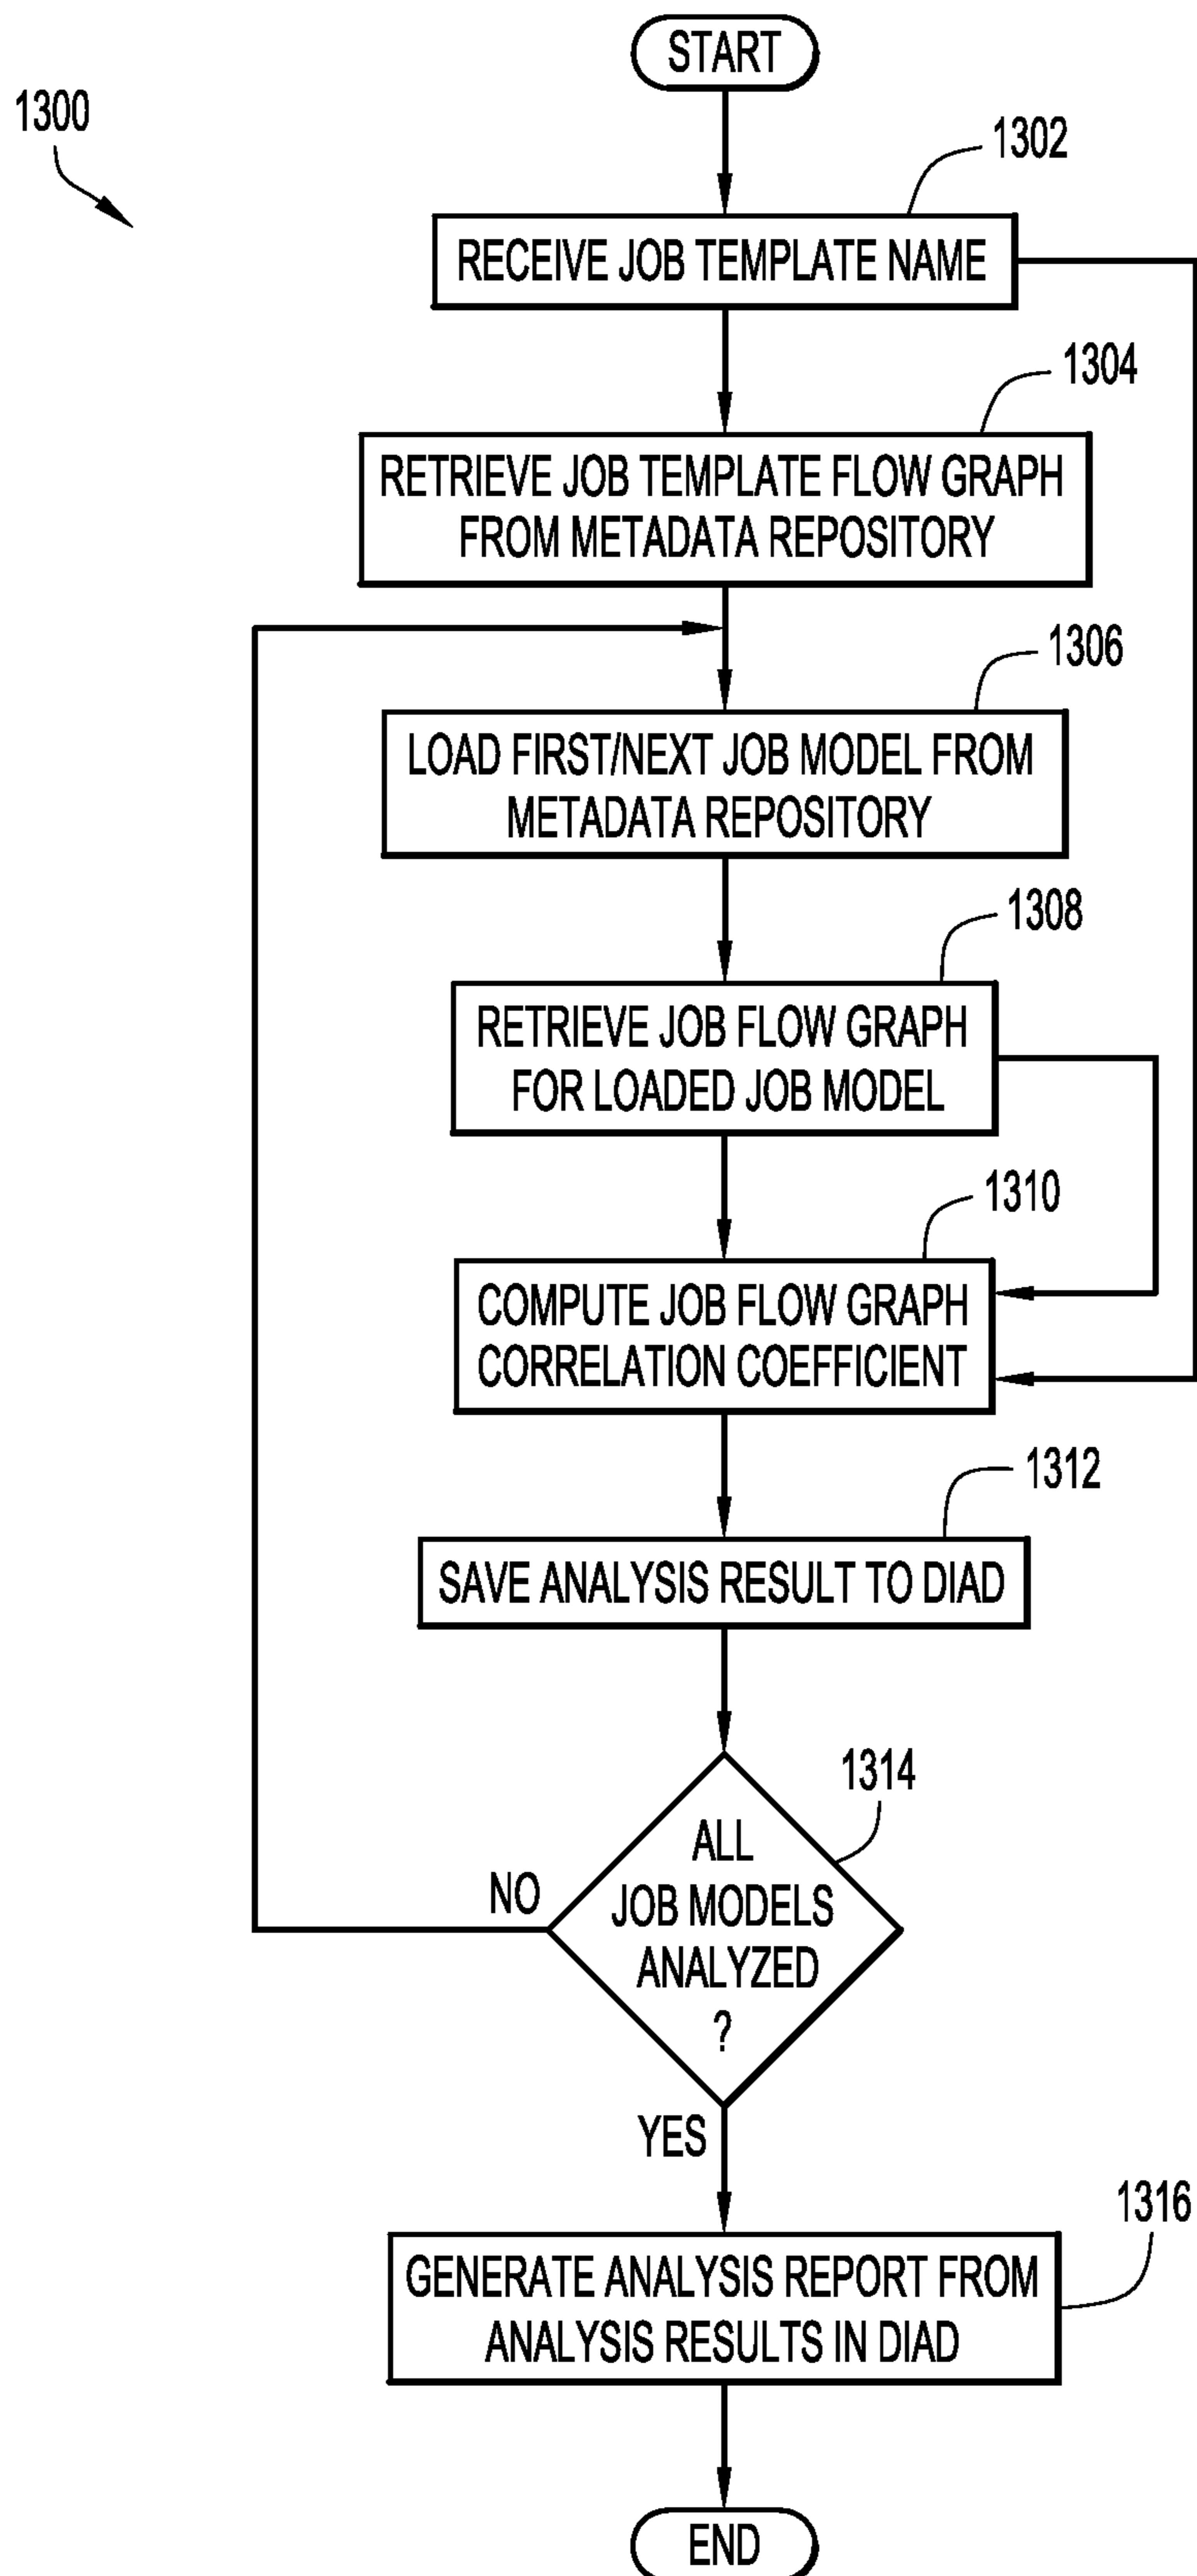 START
1300
1302
RECEIVE JOB TEMPLATE NAME
1304
RETRIEVE JOB TEMPLATE FLOW GRAPH
FROM METADATA REPOSITORY
1306
LOAD FIRST/NEXT JOB MODEL FROM
METADATA REPOSITORY
1308
RETRIEVE JOB FLOW GRAPH
FOR LOADED JOB MODEL
1310
COMPUTE JOB FLOW GRAPH
CORRELATION COEFFICIENT
1312
SAVE ANALYSIS RESULT TO DIAD
1314
ALL
JOB MODELS
ANALYZED
?
NO
YES
1316
GENERATE ANALYSIS REPORT FROM
ANALYSIS RESULTS IN DIAD
END